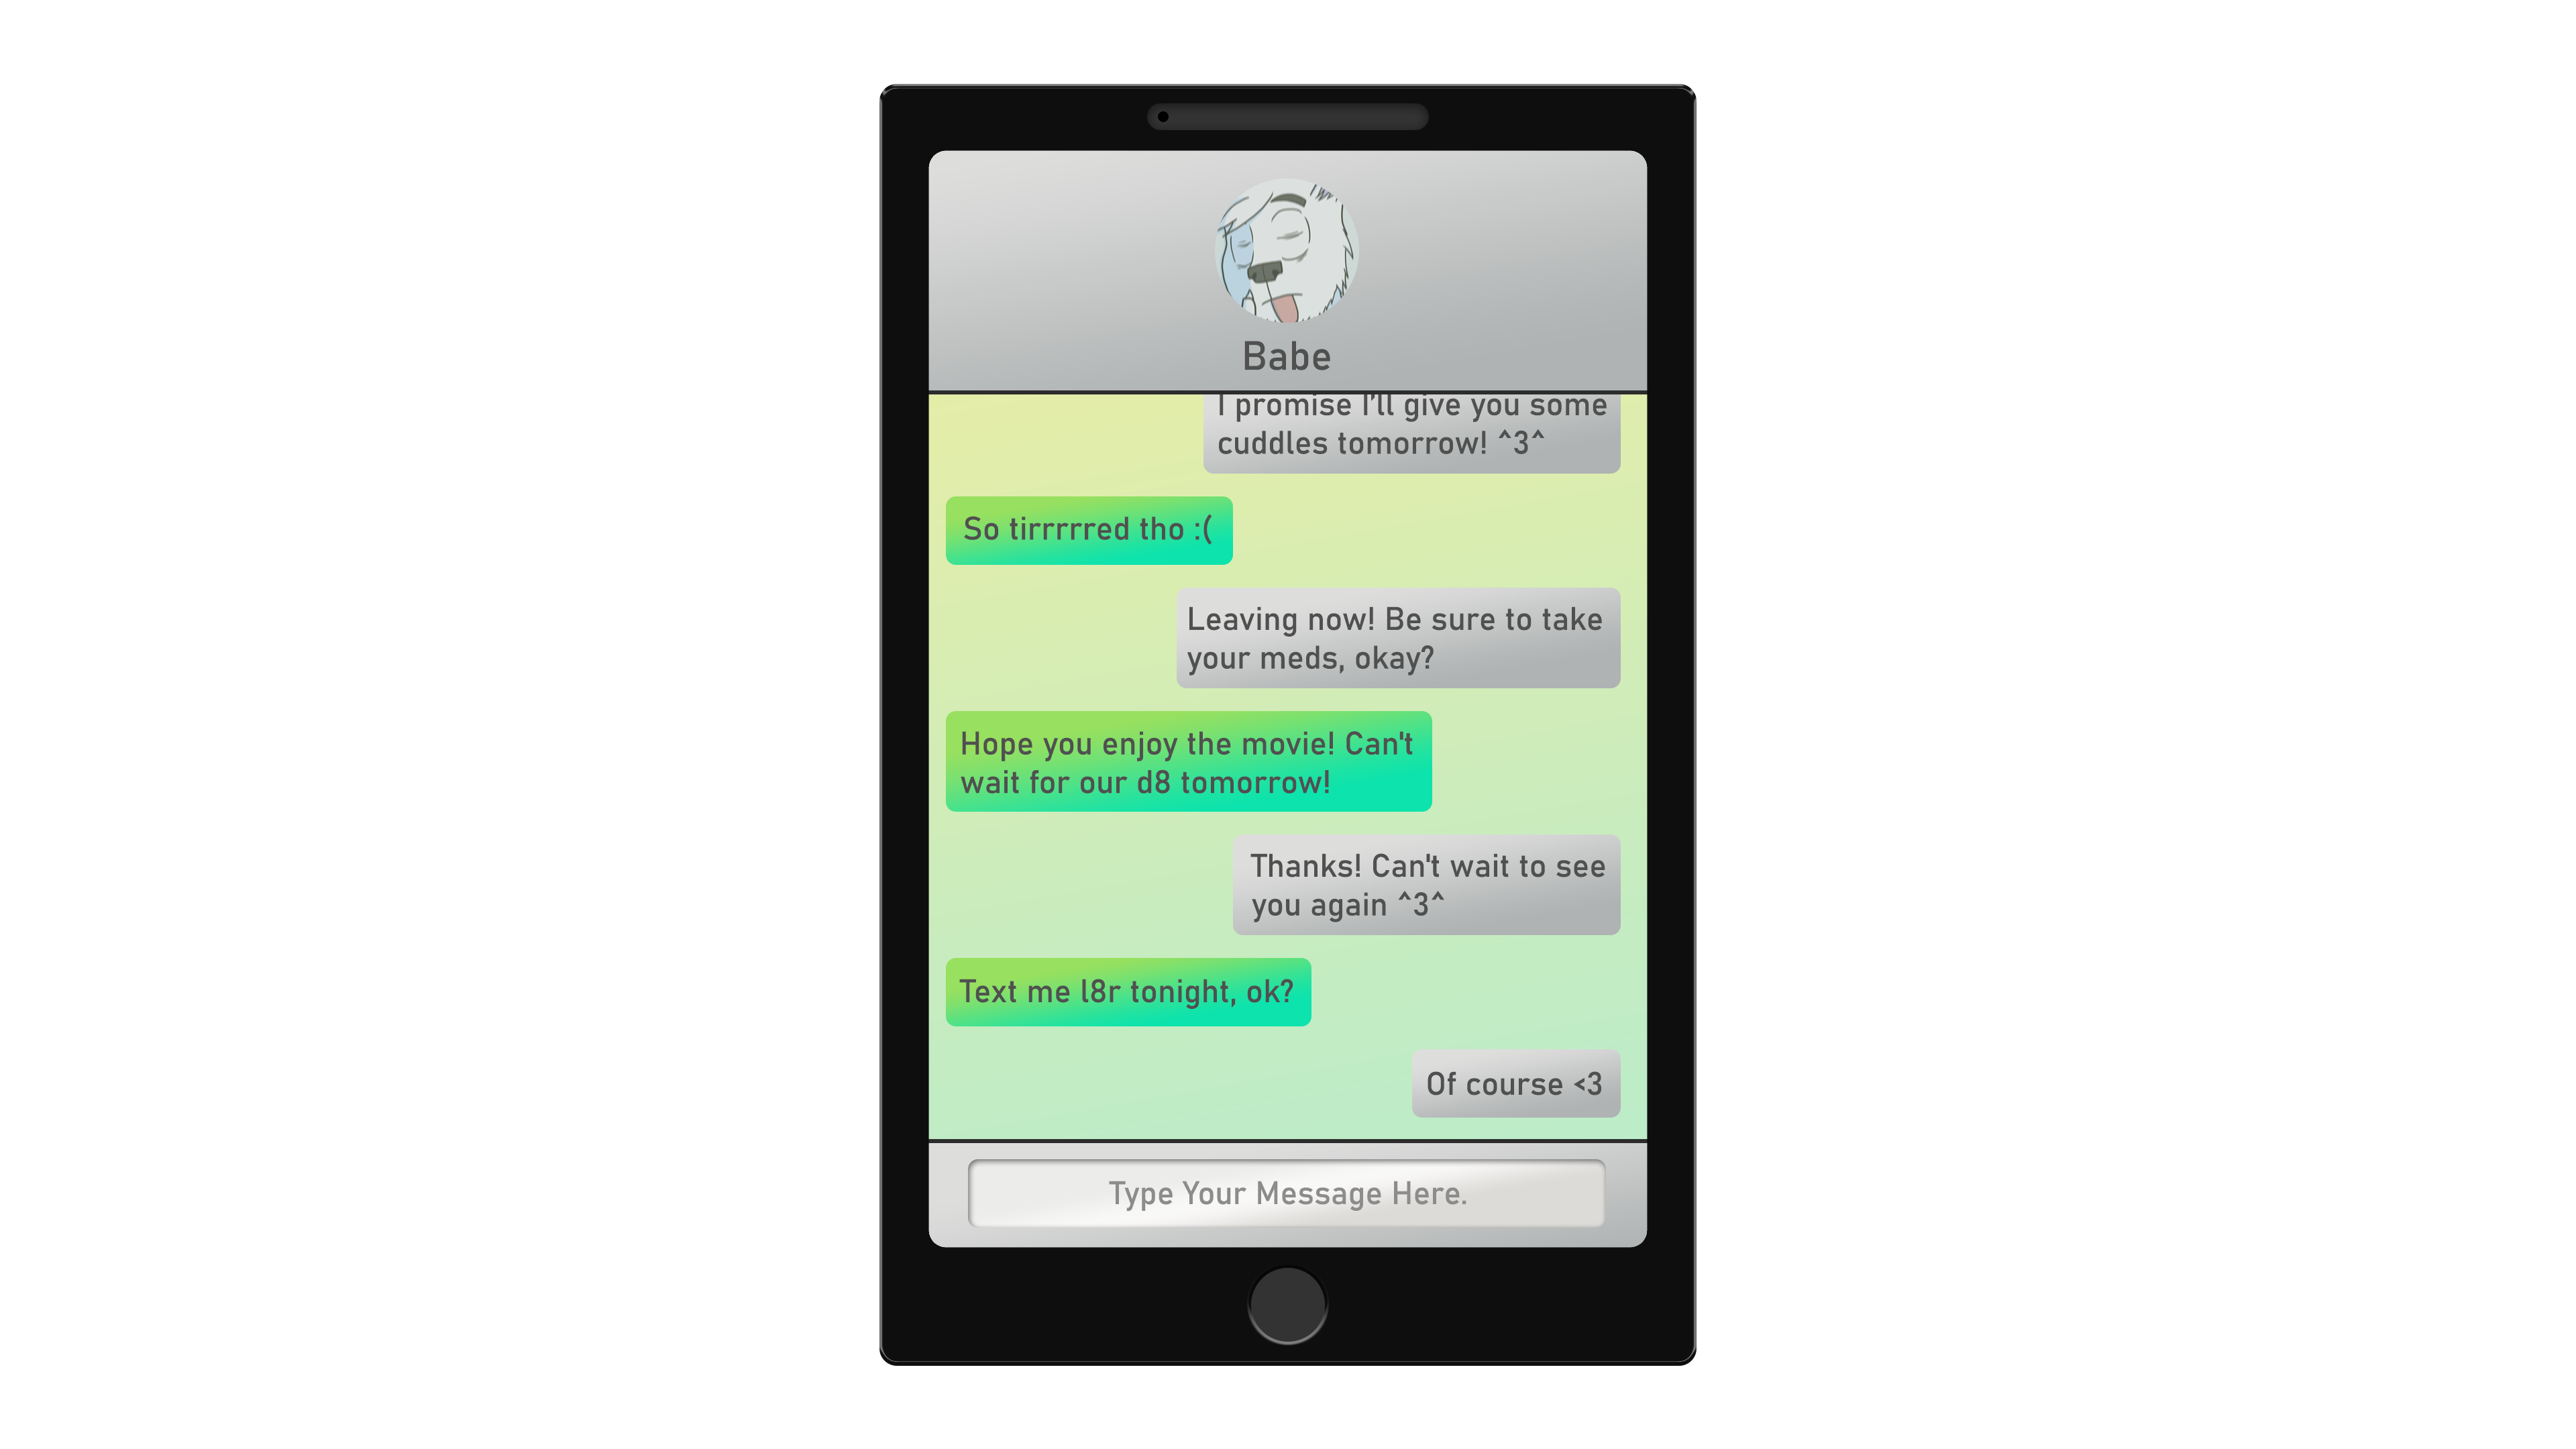 Babe
I promise I'll give you some
cuddles tomorrow! ^3^
So tirrrrred tho :(
Leaving now! Be sure to take
your meds, okay?
Hope you enjoy the movie! Can't
wait for our d8 tomorrow!
Thanks! Can't wait to see
you again ^3^
Text me l8r tonight, ok?
Of course <3
Type Your Message Here.